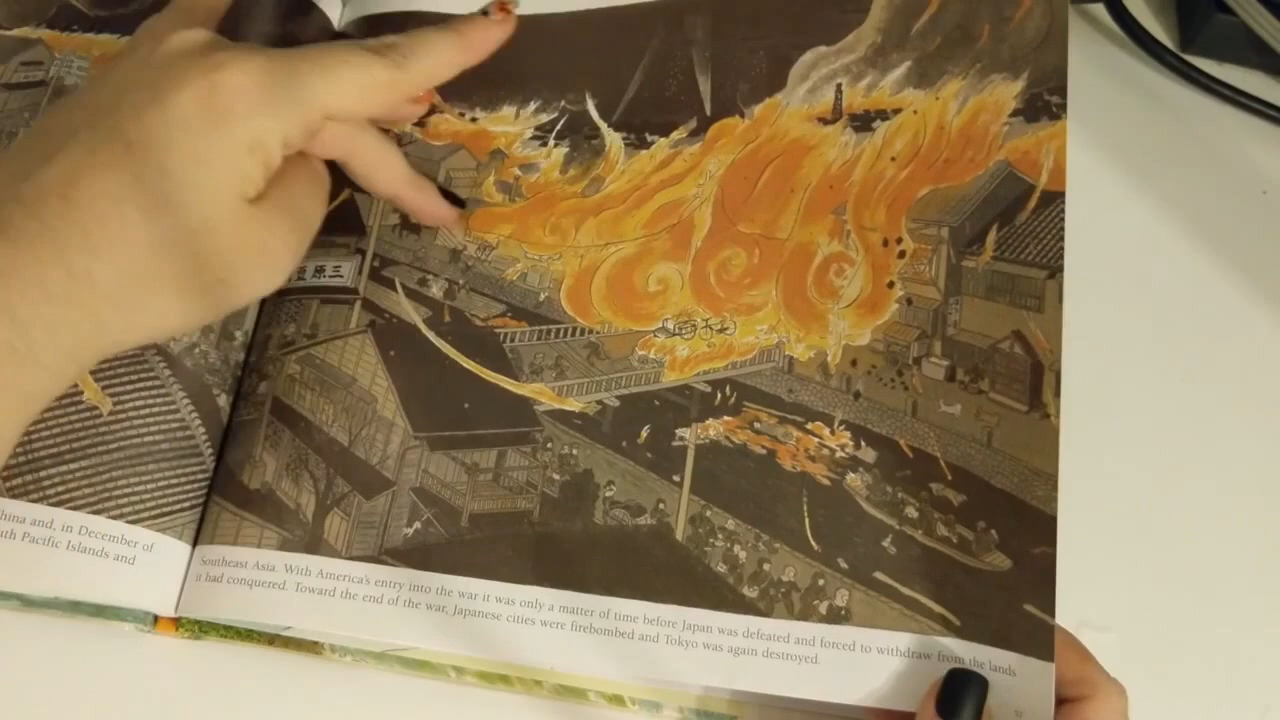 三原宣
hina and, in December of
uth Pacific Islands and
Southeast Asia. With America's entry into the war it was only a matter of time before Japan was defeated and forced to withdraw from the lands
it had conquered. Toward the end of the war, Japanese cities were firebombed and Tokyo was again destroyed.